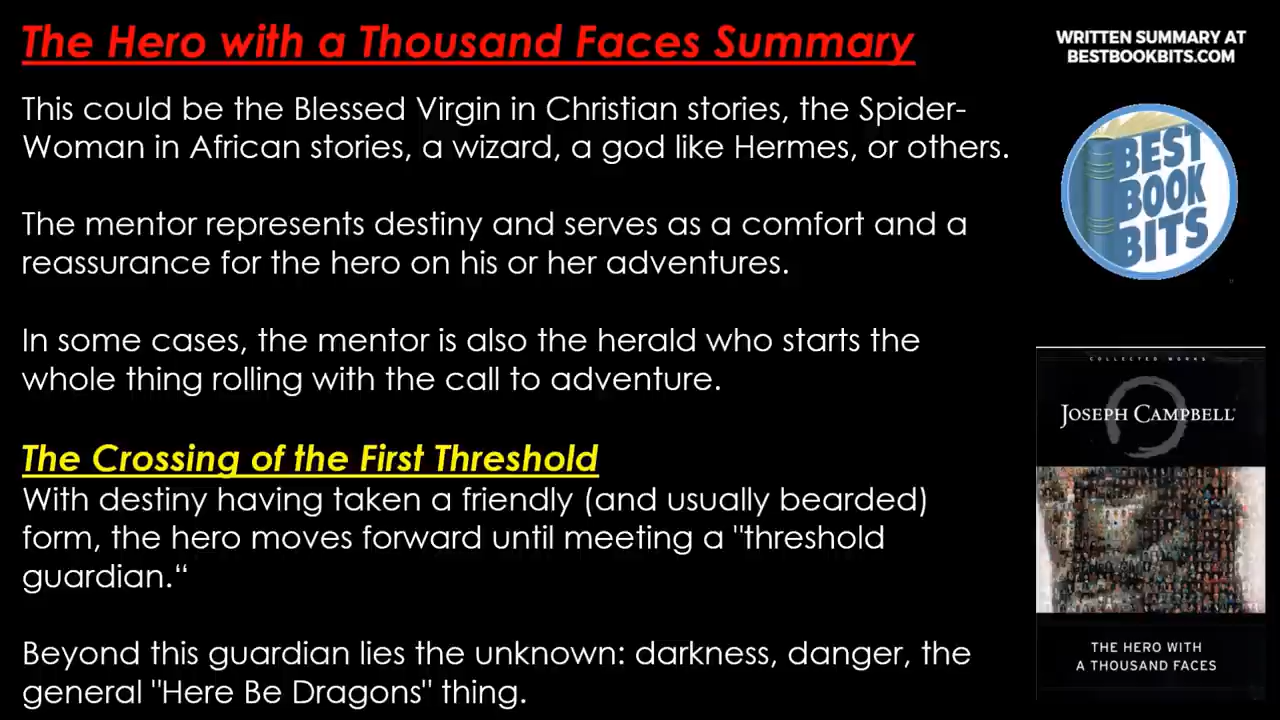 The Hero with a Thousand Faces Summary
This could be the Blessed Virgin in Christian stories, the Spider-
Woman in African stories, a wizard, a god like Hermes, or others.
The mentor represents destiny and serves as a comfort and a
reassurance for the hero on his or her adventures.
In some cases, the mentor is also the herald who starts the
whole thing rolling with the call to adventure.
The Crossing of the First Threshold
With destiny having taken a friendly (and usually bearded)
form, the hero moves forward until meeting a "threshold
guardian.“
Beyond this guardian lies the unknown: darkness, danger, the
general "Here Be Dragons" thing.
WRITTEN SUMMARY AT
BESTBOOKBITS.COM
BEST
BOOK
BITS
COLLECTED WORKS
JOSEPH CAMPBELL
THE HERO WITH
A THOUSAND FACES